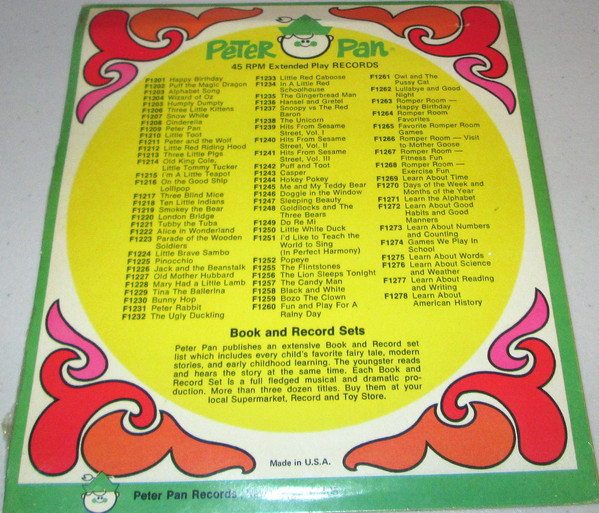 Peter Pan
45 RPM Extended Play RECORDS
F1201 Happy Birthday
F1202 Puff the Magic Dragon
F1203 Alphabet Song
F1204 Wizard of Oz
F1205 Humpty Dumpty
F1206 Three Little Kittens
F1207 Snow White
F1208 Cinderella
F1209 Peter Pan
F1210 Little Toot
F1211 Peter and the Wolf
F1212 Little Red Riding Hood
F1213 Three Little Pigs
F1214 Old King Cole,
Little Tommy Tucker
F1215 I'm A Little Teapot
F1216 On the Good Ship
Lollipop
F1217 Three Blind Mice
F1218 Ten Little Indians
F1219 Smokey the Bear
F1220 London Bridge
F1221 Tubby the Tuba
F1222 Alice in Wonderland
F1223 Parade of the Wooden
Soldiers
F1224 Little Brave Sambo
F1225 Pinocchio
F1226 Jack and the Beanstalk
F1227 Old Mother Hubbard
F1228 Mary Had a Little Lamb
F1229 Tina the Ballerina
F1230 Bunny Hop
F1231 Peter Rabbit
F1232 The Ugly Duckling
F1233 Little Red Caboose
F1234 In A Little Red
Schoolhouse
F1235 The Gingerbread Man
F1236 Hansel and Gretel
F1237 Snoopy vs The Red
Baron
F1238 The Unicorn
F1239 Hits From Sesame
Street, Vol. I
F1240 Hits From Sesame
Street, Vol. II
F1241 Hits From Sesame
Street, Vol. III
F1242 Puff and Toot
F1243 Casper
F1244 Hokey Pokey
F1245 Me and My Teddy Bear
F1246 Doggie in the Window
F1247 Sleeping Beauty
F1248 Goldilocks and The
Three Bears
F1249 Do Re Mi
F1250 Little White Duck
F1251 I'd Like to Teach the
World to Sing
(In Perfect Harmony)
F1252 Popeye
F1255 The Flintstones
F1256 The Lion Sleeps Tonight
F1257 The Candy Man
F1258 Black and White
F1259 Bozo The Clown
F1260 Fun and Play For A
Rainy Day
F1261 Owl and The
Pussy Cat
F1262 Lullabye and Good
Night
F1263 Romper Room —
Happy Birthday
F1264 Romper Room
Favorites
F1265 Favorite Romper Room
Games
F1266 Romper Room - Visit
to Mother Goose
F1267 Romper Room —
Fitness Fun
F1268 Romper Room —
Exercise Fun
F1269 Learn About Time
F1270 Days of the Week and
Months of the Year
F1271 Learn the Alphabet
F1272 Learn About Good
Habits and Good
Manners
F1273 Learn About Numbers
and Counting
F1274 Games We Play In
School
F1275 Learn About Words
F1276 Learn About Science
and Weather
F1277 Learn About Reading
and Writing
F1278 Learn About
American History
Book and Record Sets
Peter Pan publishes an extensive Book and Record set
list which includes every child's favorite fairy tale, modern
stories, and early childhood learning. The youngster reads
and hears the story at the same time. Each Book and
Record Set is a full fledged musical and dramatic pro-
duction. More than three dozen titles. Buy them at your
local Supermarket, Record and Toy Store.
Made in U.S.A.
Peter Pan Records